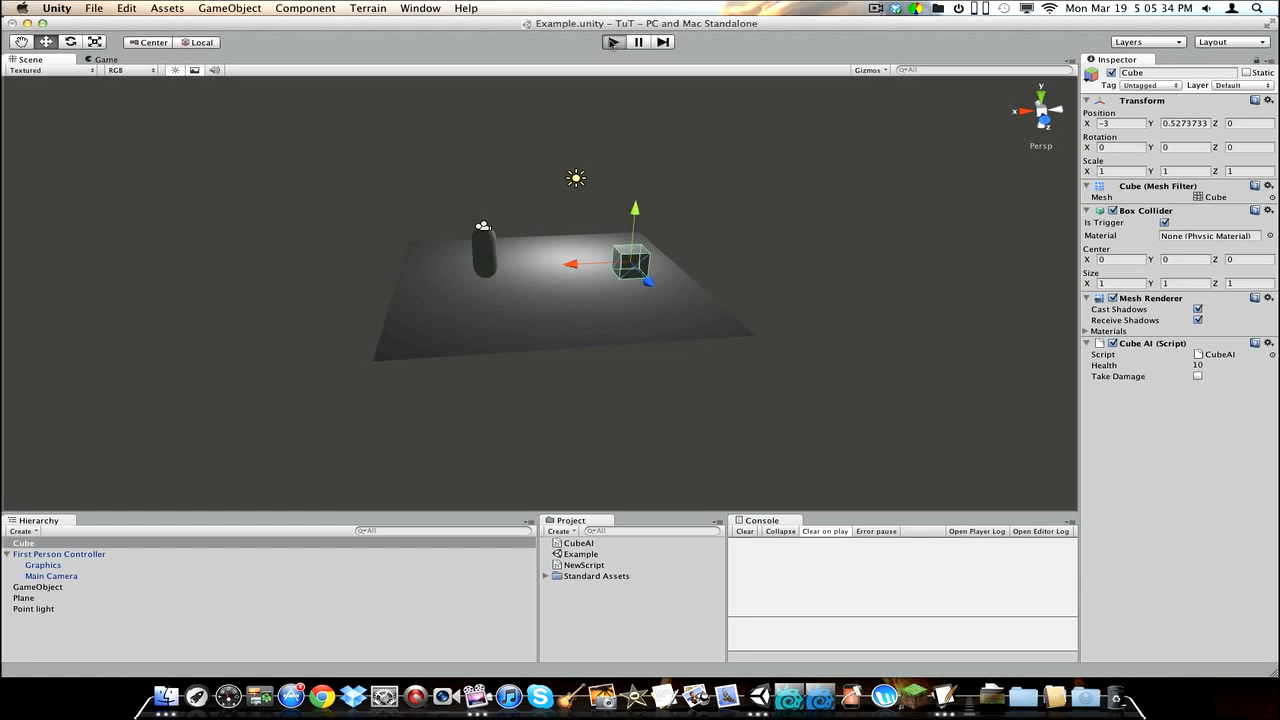 Unity File Edit Assets GameObject Component Terrain Window Help Mon Mar 19 5:05:34 PM
Example.unity – TuT – PC and Mac Standalone
Center Local Layers Layout
Scene Game
Textured RGB Gizmos All
y
x
z
Persp
Inspector
Cube Static
Tag Untagged Layer Default
Transform
Position
X -3 Y 0.5273733 Z 0
Rotation
X 0 Y 0 Z 0
Scale
X 1 Y 1 Z 1
Cube (Mesh Filter)
Mesh Cube
Box Collider
Is Trigger
Material None (Physic Material)
Center
X 0 Y 0 Z 0
Size
X 1 Y 1 Z 1
Mesh Renderer
Cast Shadows
Receive Shadows
Materials
Cube AI (Script)
Script CubeAI
Health 10
Take Damage
Hierarchy
Create All
Cube
First Person Controller
Graphics
Main Camera
GameObject
Plane
Point light
Project
Create All
CubeAI
Example
NewScript
Standard Assets
Console
Clear Collapse Clear on play Error pause Open Player Log Open Editor Log